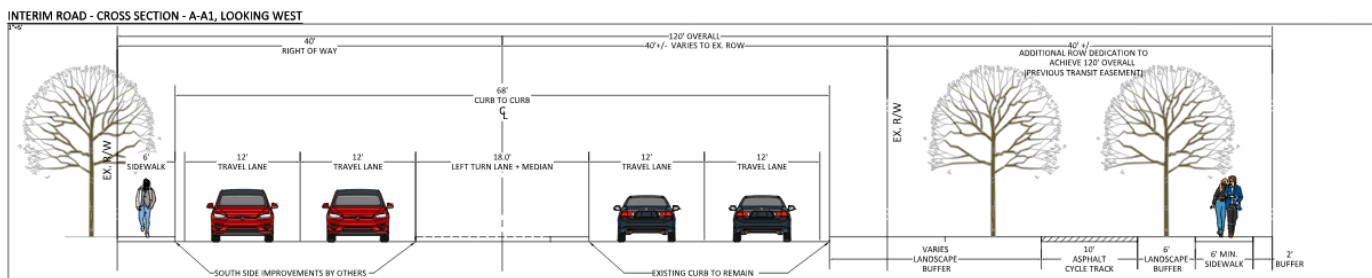 INTERIM ROAD - CROSS SECTION - A-A1, LOOKING WEST
120' OVERALL
40'
RIGHT OF WAY
40'+/- VARIES TO EX. ROW
40' +/-
ADDITIONAL ROW DEDICATION TO
ACHIEVE 120' OVERALL
(PREVIOUS TRANSIT EASEMENT)
68'
CURB TO CURB
CL
EX. R/W
EX. R/W
6'
SIDEWALK
12'
TRAVEL LANE
12'
TRAVEL LANE
18.0'
LEFT TURN LANE + MEDIAN
12'
TRAVEL LANE
12'
TRAVEL LANE
SOUTH SIDE IMPROVEMENTS BY OTHERS
EXISTING CURB TO REMAIN
VARIES
LANDSCAPE
BUFFER
10'
ASPHALT
CYCLE TRACK
6'
LANDSCAPE
BUFFER
6' MIN.
SIDEWALK
2'
BUFFER